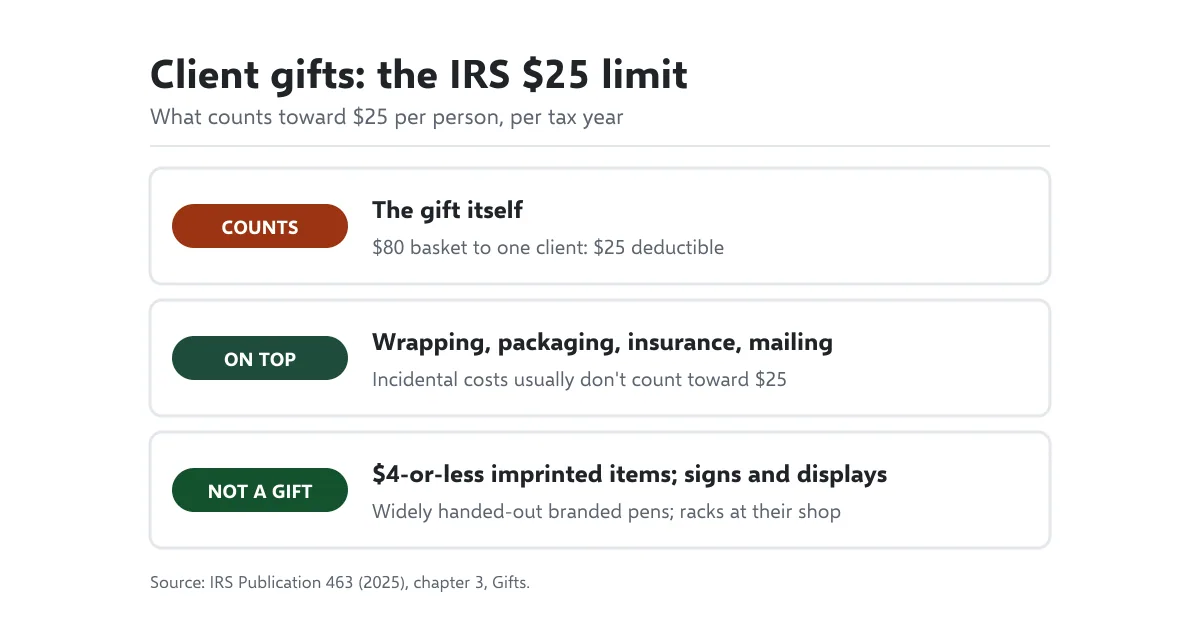 Client gifts: the IRS $25 limit
What counts toward $25 per person, per tax year
COUNTS
The gift itself
$80 basket to one client: $25 deductible
ON TOP
Wrapping, packaging, insurance, mailing
Incidental costs usually don't count toward $25
NOT A GIFT
$4-or-less imprinted items; signs and displays
Widely handed-out branded pens; racks at their shop
Source: IRS Publication 463 (2025), chapter 3, Gifts.